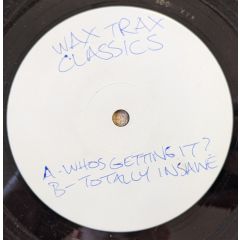 WAX TRAX
CLASSICS
A-WHOS GETTING IT?
B-TOTALLY INSANE